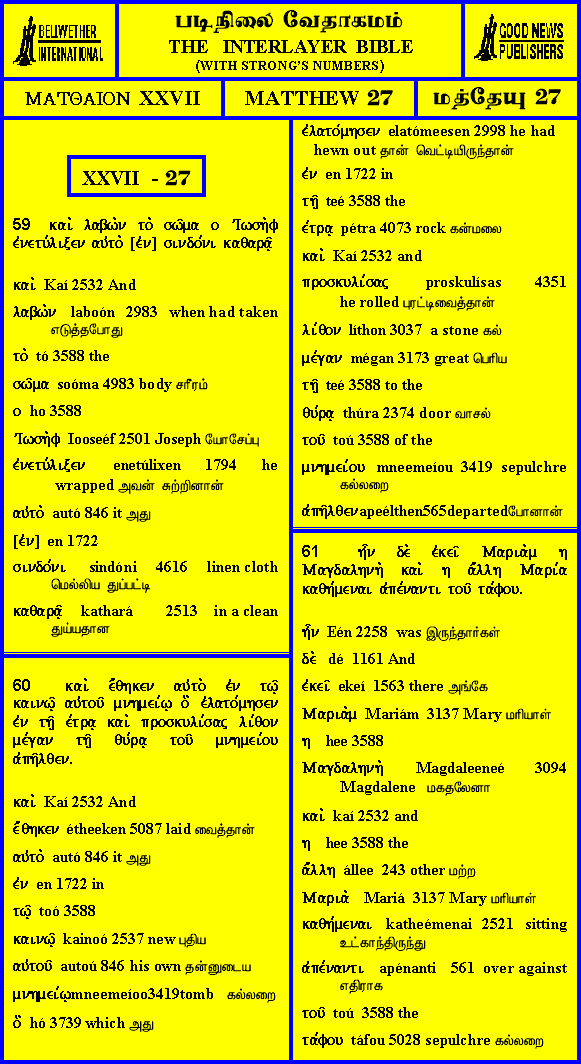 BELLWETHER
INTERNATIONAL
படிநிலை வேதாகமம்
THE INTERLAYER BIBLE
(WITH STRONG'S NUMBERS)
GOOD NEWS
PUBLISHERS
ΜΑΤΘΑΙΟΝ XXVII
MATTHEW 27
மத்தேயு 27
XXVII - 27
59 καὶ λαβὼν τὸ σῶμα ο Ἰωσὴφ
ἐνετύλιξεν αὐτὸ [ἐν] σινδόνι καθαρᾷ
καὶ Kaí 2532 And
λαβὼν laboón 2983 when had taken
எடுத்தபோது
τὸ tó 3588 the
σῶμα soóma 4983 body சரீரம்
ο ho 3588
Ἰωσὴφ Iooseéf 2501 Joseph யோசேப்பு
ἐνετύλιξεν enetúlixen 1794 he
wrapped அவன் சுற்றினான்
αὐτὸ autó 846 it அது
[ἐν] en 1722
σινδόνι sindóni 4616 linen cloth
மெல்லிய துப்பட்டி
καθαρᾷ kathará 2513 in a clean
துய்யதான
60 καὶ ἔθηκεν αὐτὸ ἐν τῷ
καινῷ αὐτοῦ μνημείῳ ὃ ἐλατόμησεν
ἐν τῇ έτρᾳ καὶ προσκυλίσας λίθον
μέγαν τῇ θύρᾳ τοῦ μνημείου
ἀπῆλθεν.
καὶ Kaí 2532 And
ἔθηκεν étheeken 5087 laid வைத்தான்
αὐτὸ autó 846 it அது
ἐν en 1722 in
τῷ toó 3588
καινῷ kainoó 2537 new புதிய
αὐτοῦ autoú 846 his own தன்னுடைய
μνημείῳmneemeíoo3419tomb கல்லறை
ὃ hó 3739 which அது
ἐλατόμησεν elatómeesen 2998 he had
hewn out தான் வெட்டியிருந்தான்
ἐν en 1722 in
τῇ teé 3588 the
έτρᾳ pétra 4073 rock கன்மலை
καὶ Kaí 2532 and
προσκυλίσας proskulísas 4351
he rolled புரட்டிவைத்தான்
λίθον líthon 3037 a stone கல்
μέγαν mégan 3173 great பெரிய
τῇ teé 3588 to the
θύρᾳ thúra 2374 door வாசல்
τοῦ toú 3588 of the
μνημείου mneemeíou 3419 sepulchre
கல்லறை
ἀπῆλθενapeélthen565departedபோனான்
61 ἦν δὲ ἐκεῖ Μαριὰμ η
Μαγδαληνὴ καὶ η ἄλλη Μαρία
καθήμεναι ἀπέναντι τοῦ τάφου.
ἦν Eén 2258 was இருந்தார்கள்
δὲ dé 1161 And
ἐκεῖ ekeí 1563 there அங்கே
Μαριὰμ Mariám 3137 Mary மரியாள்
η hee 3588
Μαγδαληνὴ Magdaleeneé 3094
Magdalene மகதலேனா
καὶ kaí 2532 and
η hee 3588 the
ἄλλη állee 243 other மற்ற
Μαριὰ Mariá 3137 Mary மரியாள்
καθήμεναι katheémenai 2521 sitting
உட்காந்திருந்து
ἀπέναντι apénanti 561 over against
எதிராக
τοῦ toú 3588 the
τάφου táfou 5028 sepulchre கல்லறை